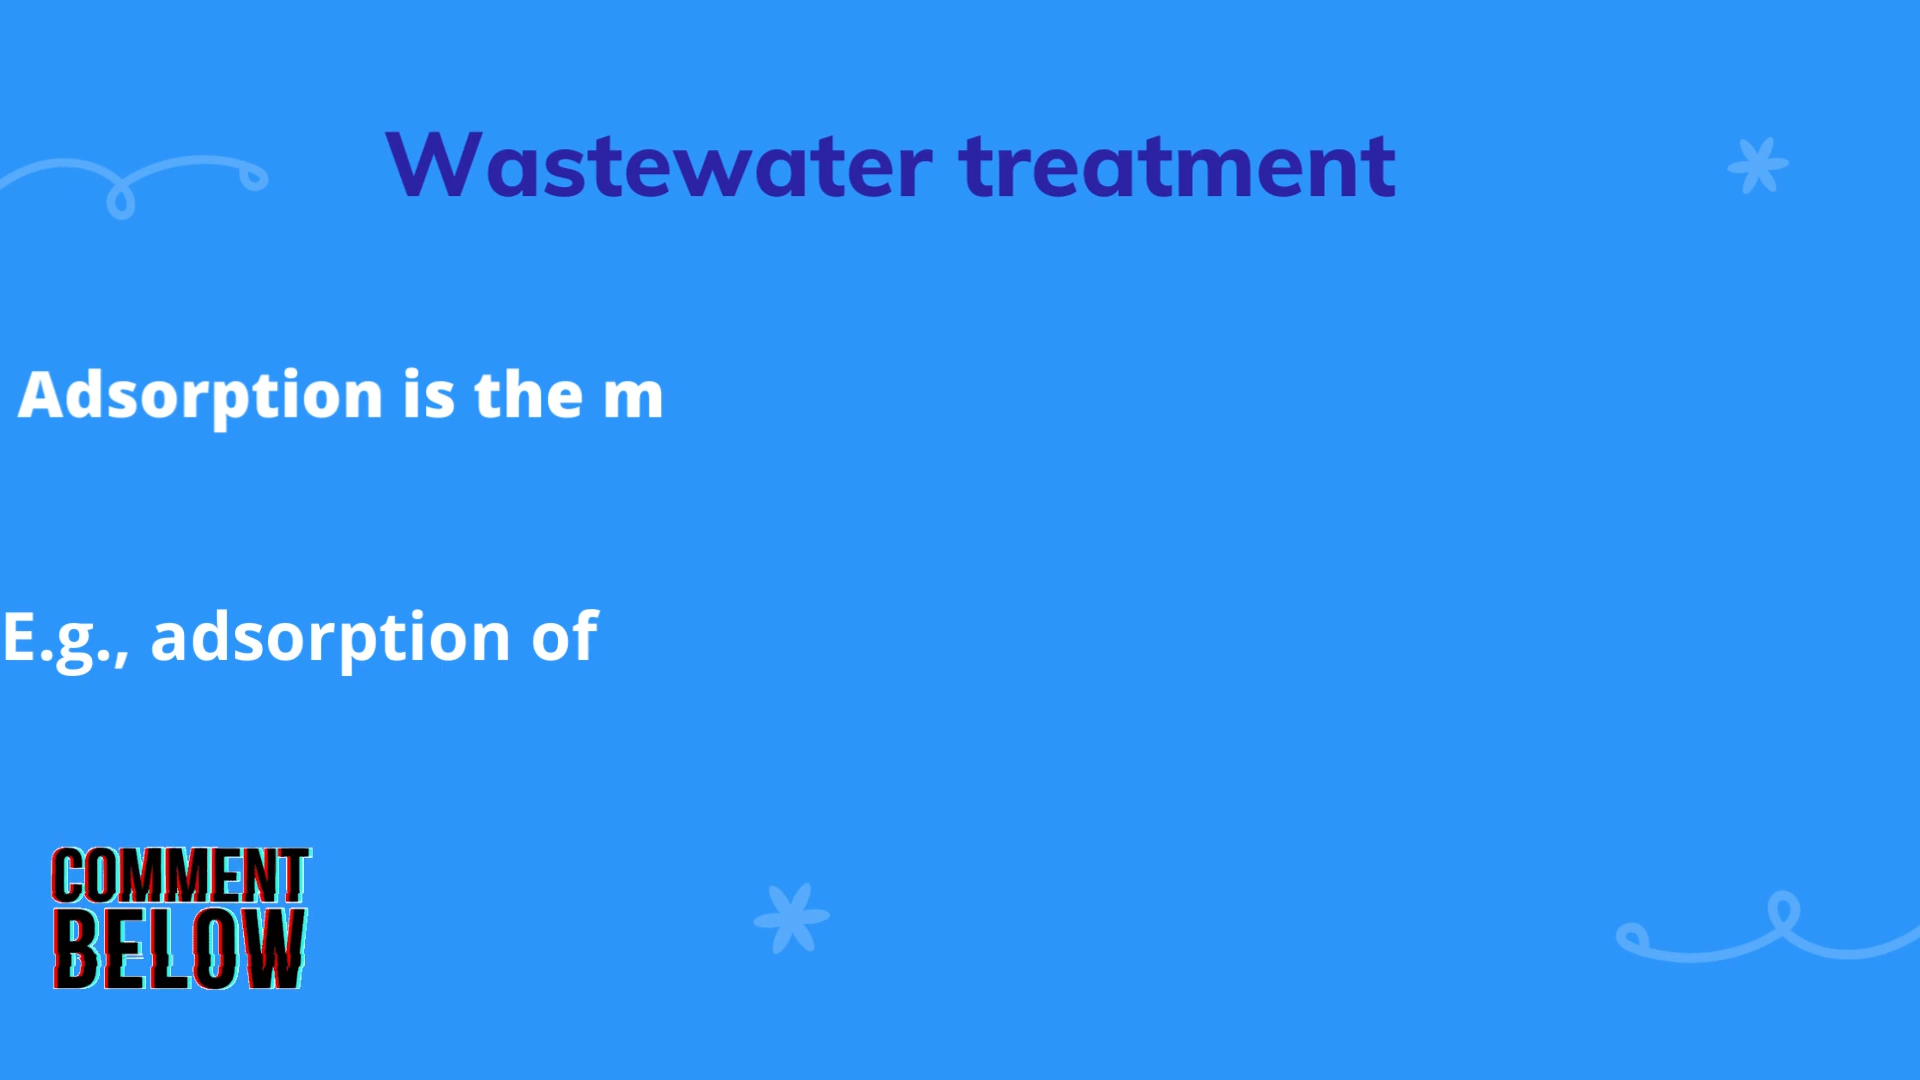 Wastewater treatment
Adsorption is the m
E.g., adsorption of
COMMENT
BELOW